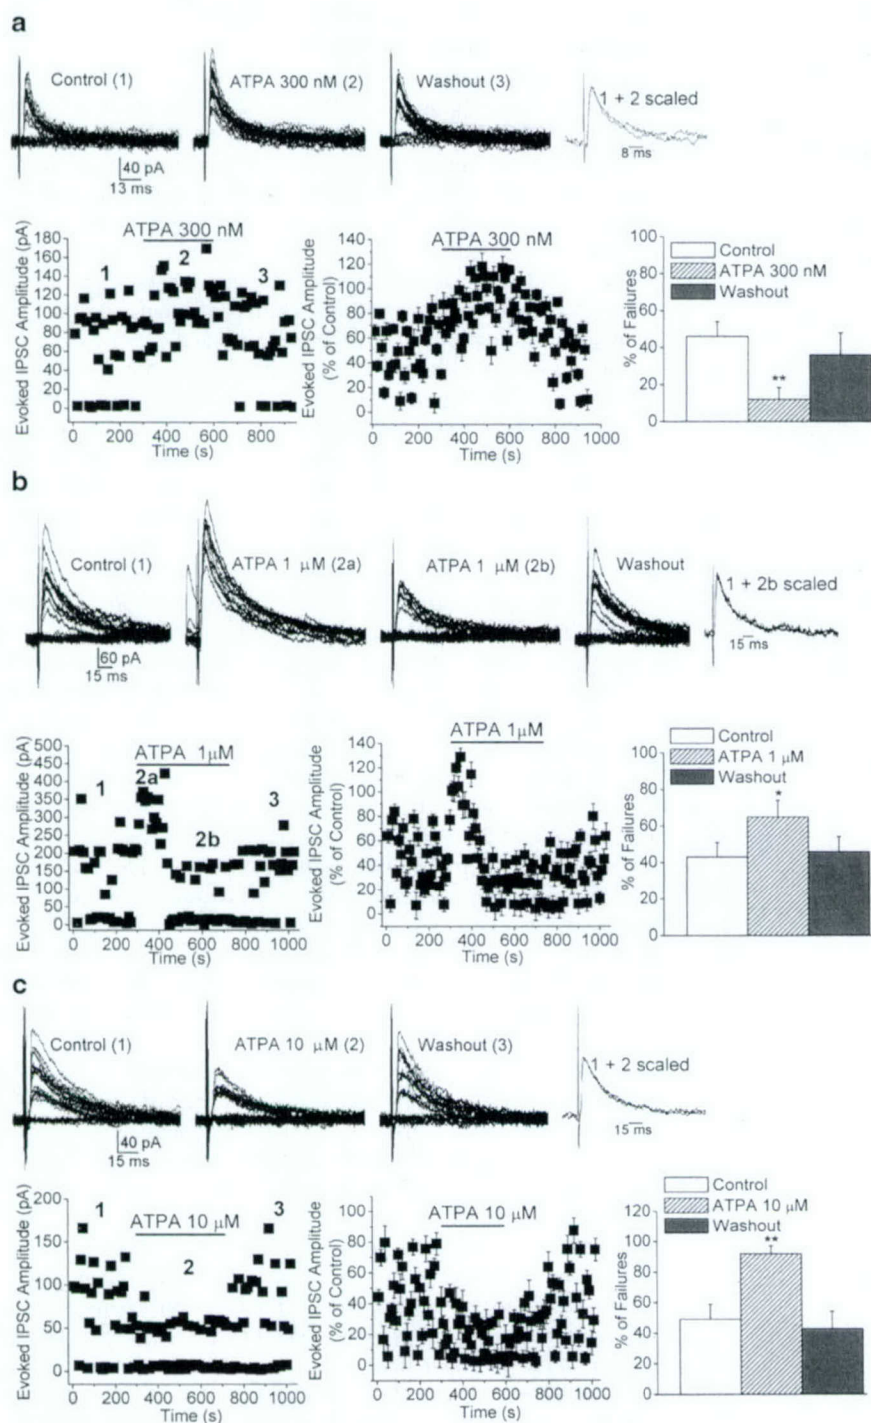 a
Control (1)
ATPA 300 nM (2)
Washout (3)
1 + 2 scaled
40 pA
13 ms
8 ms
Evoked IPSC Amplitude (pA)
180
160
140
120
100
80
60
40
20
0
ATPA 300 nM
1
2
3
0 200 400 600 800
Time (s)
Evoked IPSC Amplitude
(% of Control)
140
120
100
80
60
40
20
0
ATPA 300 nM
0 200 400 600 800 1000
Time (s)
% of Failures
100
80
60
40
20
0
Control
ATPA 300 nM
Washout
**
b
Control (1)
ATPA 1 μM (2a)
ATPA 1 μM (2b)
Washout
1 + 2b scaled
60 pA
15 ms
15 ms
Evoked IPSC Amplitude (pA)
500
450
400
350
300
250
200
150
100
50
0
ATPA 1μM
1
2a
2b
3
0 200 400 600 800 1000
Time (s)
Evoked IPSC Amplitude
(% of Control)
140
120
100
80
60
40
20
0
ATPA 1μM
0 200 400 600 800 1000
Time (s)
% of Failures
100
80
60
40
20
0
Control
ATPA 1 μM
Washout
*
c
Control (1)
ATPA 10 μM (2)
Washout (3)
1 + 2 scaled
40 pA
15 ms
15 ms
Evoked IPSC Amplitude (pA)
200
150
100
50
0
1
ATPA 10 μM
2
3
0 200 400 600 800 1000
Time (s)
Evoked IPSC Amplitude
(% of Control)
100
80
60
40
20
0
ATPA 10 μM
0 200 400 600 800 1000
Time (s)
% of Failures
120
100
80
60
40
20
0
Control
ATPA 10 μM
Washout
**